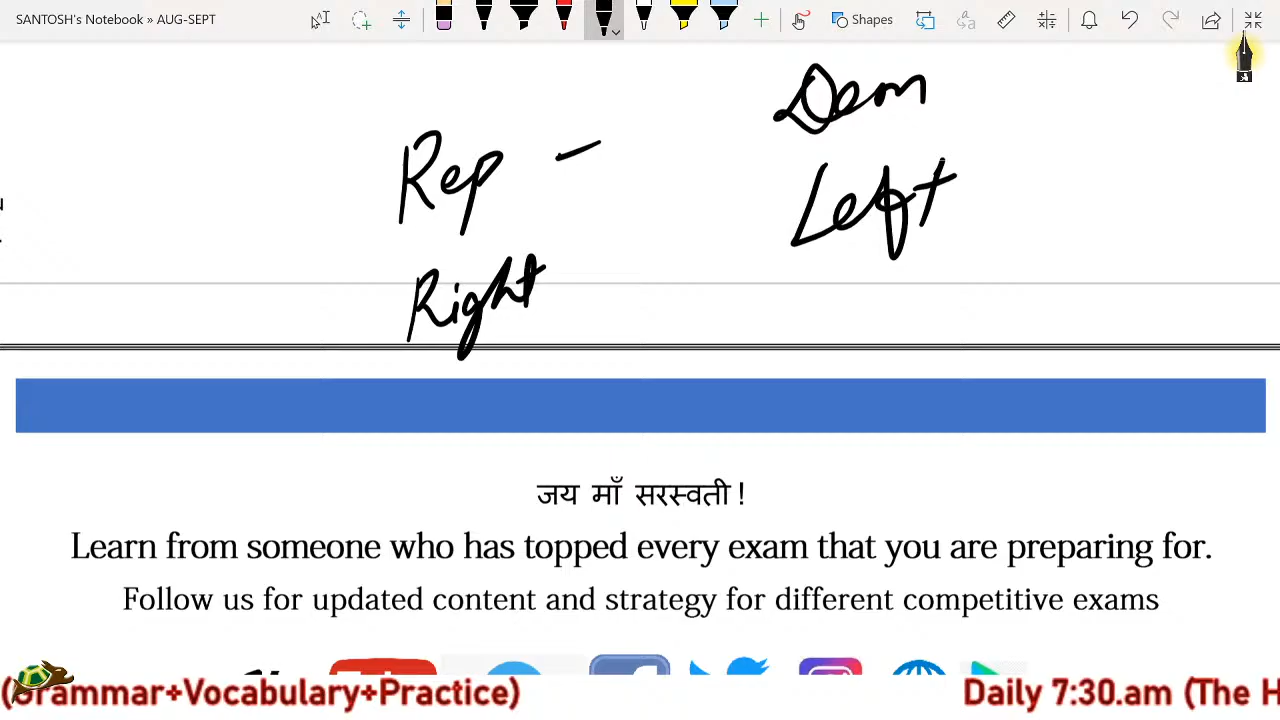 SANTOSH's Notebook » AUG-SEPT
Shapes
Dem
Rep -
Left
Right
जय माँ सरस्वती !
Learn from someone who has topped every exam that you are preparing for.
Follow us for updated content and strategy for different competitive exams
(Grammar+Vocabulary+Practice) Daily 7:30.am (The H